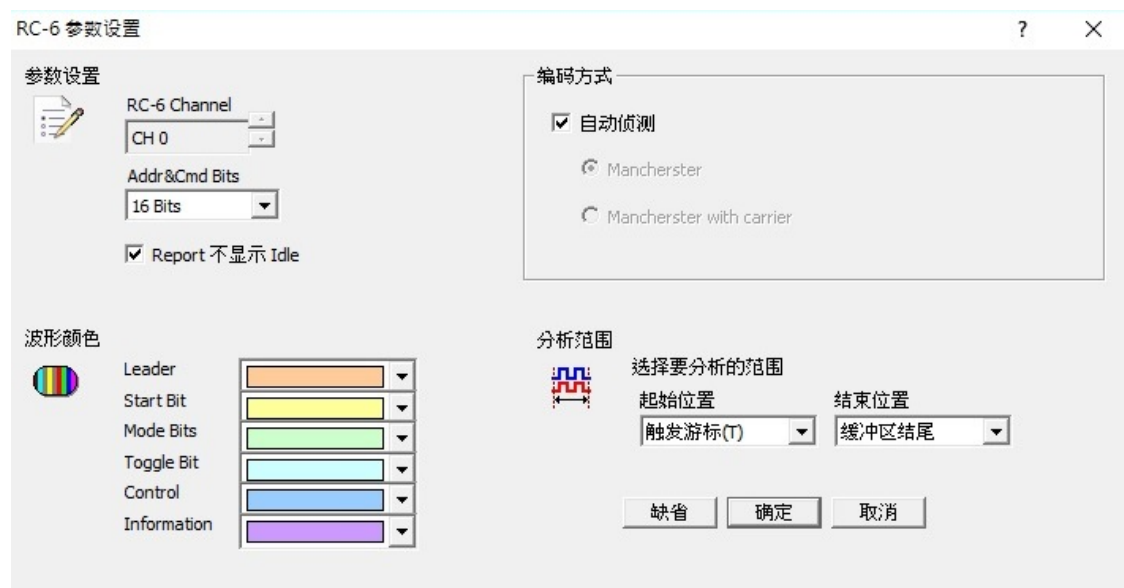 RC-6 参数设置
参数设置
RC-6 Channel
CH 0
Addr&Cmd Bits
16 Bits
Report 不显示 Idle
编码方式
自动侦测
Mancherster
Mancherster with carrier
波形颜色
Leader
Start Bit
Mode Bits
Toggle Bit
Control
Information
分析范围
选择要分析的范围
起始位置
结束位置
触发游标(T)
缓冲区结尾
缺省
确定
取消